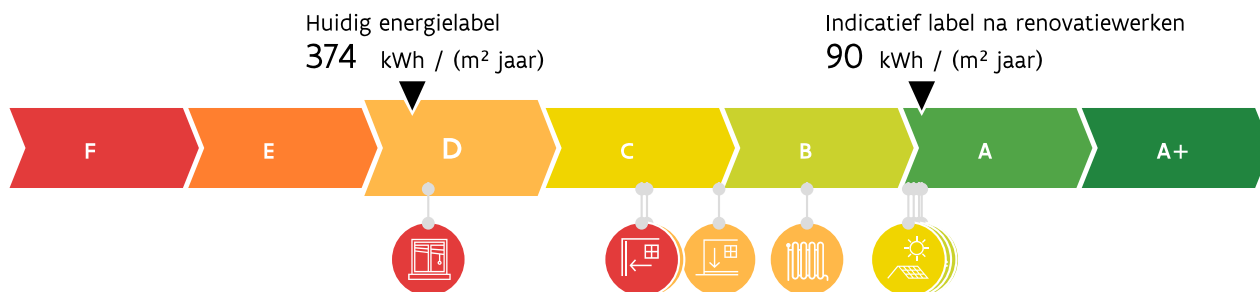 Huidig energielabel
374 kWh / (m² jaar)
Indicatief label na renovatiewerken
90 kWh / (m² jaar)
F E D C B A A+